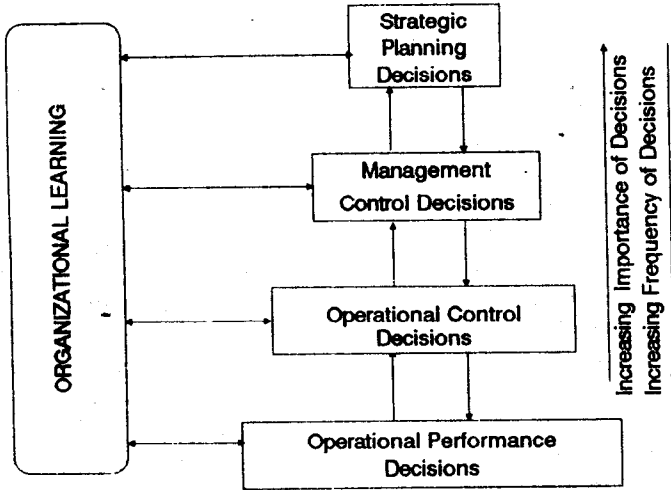 Strategic
Planning
Decisions
Management
Control Decisions
Operational Control
Decisions
Operational Performance
Decisions
ORGANIZATIONAL LEARNING
Increasing Importance of Decisions
Increasing Frequency of Decisions